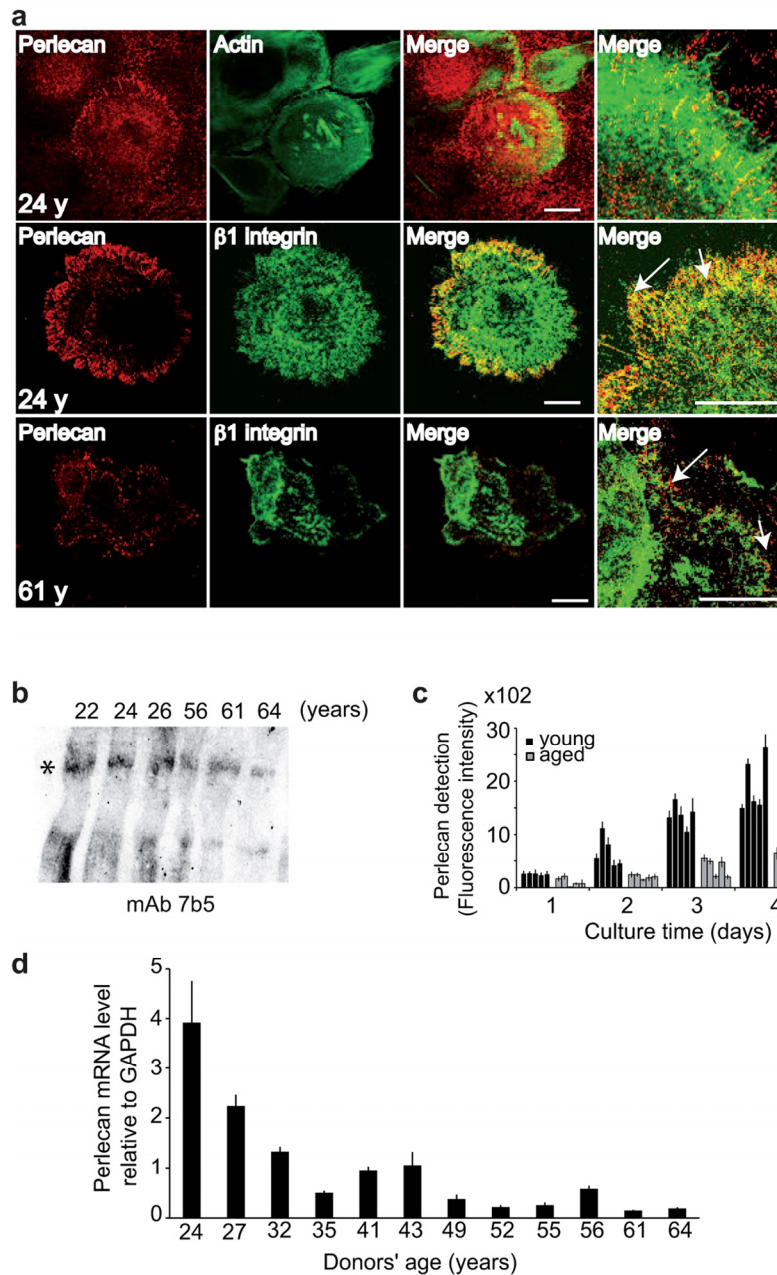 a
Perlecan Actin Merge
24 y
Perlecan β1 integrin Merge Merge
24 y
Perlecan β1 integrin Merge Merge
61 y
b
22 24 26 56 61 64 (years)
*
mAb 7b5
c
x102
Perlecan detection
(Fluorescence intensity)
30
20
10
0
young
aged
1 2 3 4
Culture time (days)
d
Perlecan mRNA level
relative to GAPDH
5
4
3
2
1
0
24 27 32 35 41 43 49 52 55 56 61 64
Donors' age (years)